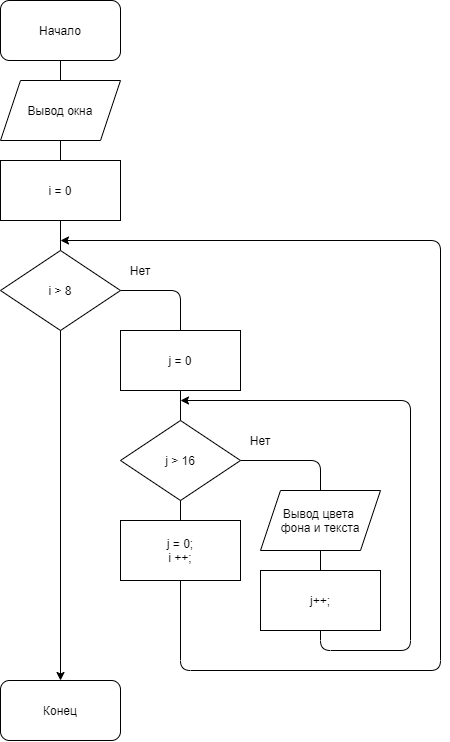 Начало
Вывод окна
i = 0
i > 8
Нет
j = 0
j > 16
Нет
Вывод цвета
фона и текста
j = 0;
i ++;
j++;
Конец